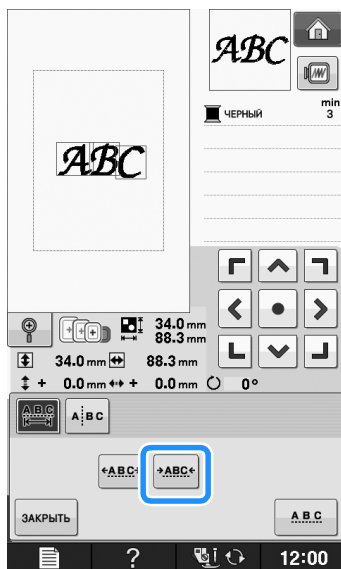 ABC
min
ЧЕРНЫЙ 3
ABC
34.0 mm
88.3 mm
34.0 mm 88.3 mm
+ 0.0 mm + 0.0 mm 0°
ABC A BC
ABC ABC
ЗАКРЫТЬ ABC
? 12:00